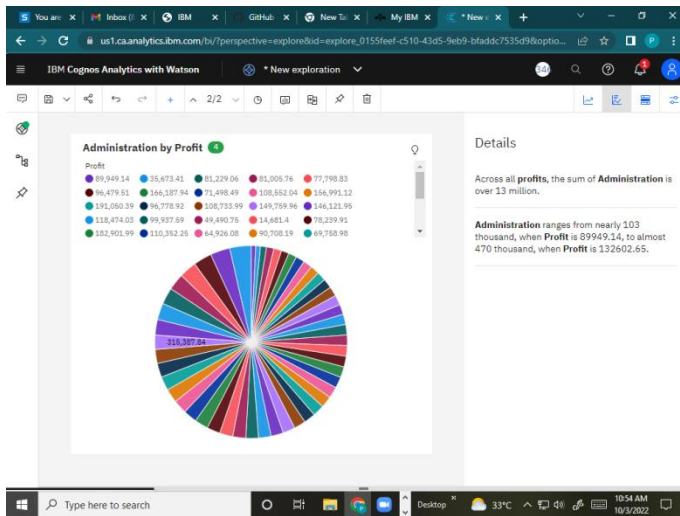 You are
Inbox (
IBM
GitHub
New Ta
My IBM
* New e
us1.ca.analytics.ibm.com/bi/?perspective=explore&id=explore_0155feef-c510-43d5-9eb9-bfaddc7535d9&optio...
P
IBM Cognos Analytics with Watson
* New exploration
2/2
Administration by Profit 4
Profit
89,949.14 35,673.41 81,229.06 81,005.76 77,798.83
96,479.51 166,187.94 71,498.49 108,552.04 156,991.12
191,050.39 96,778.92 108,733.99 149,759.96 146,121.95
118,474.03 99,937.59 49,490.75 14,681.4 78,239.91
182,901.99 110,352.25 64,926.08 90,708.19 69,758.98
315,387.84
Details
Across all profits, the sum of Administration is
over 13 million.
Administration ranges from nearly 103
thousand, when Profit is 89949.14, to almost
470 thousand, when Profit is 132602.65.
Type here to search
Desktop
33°C
10:54 AM
10/3/2022